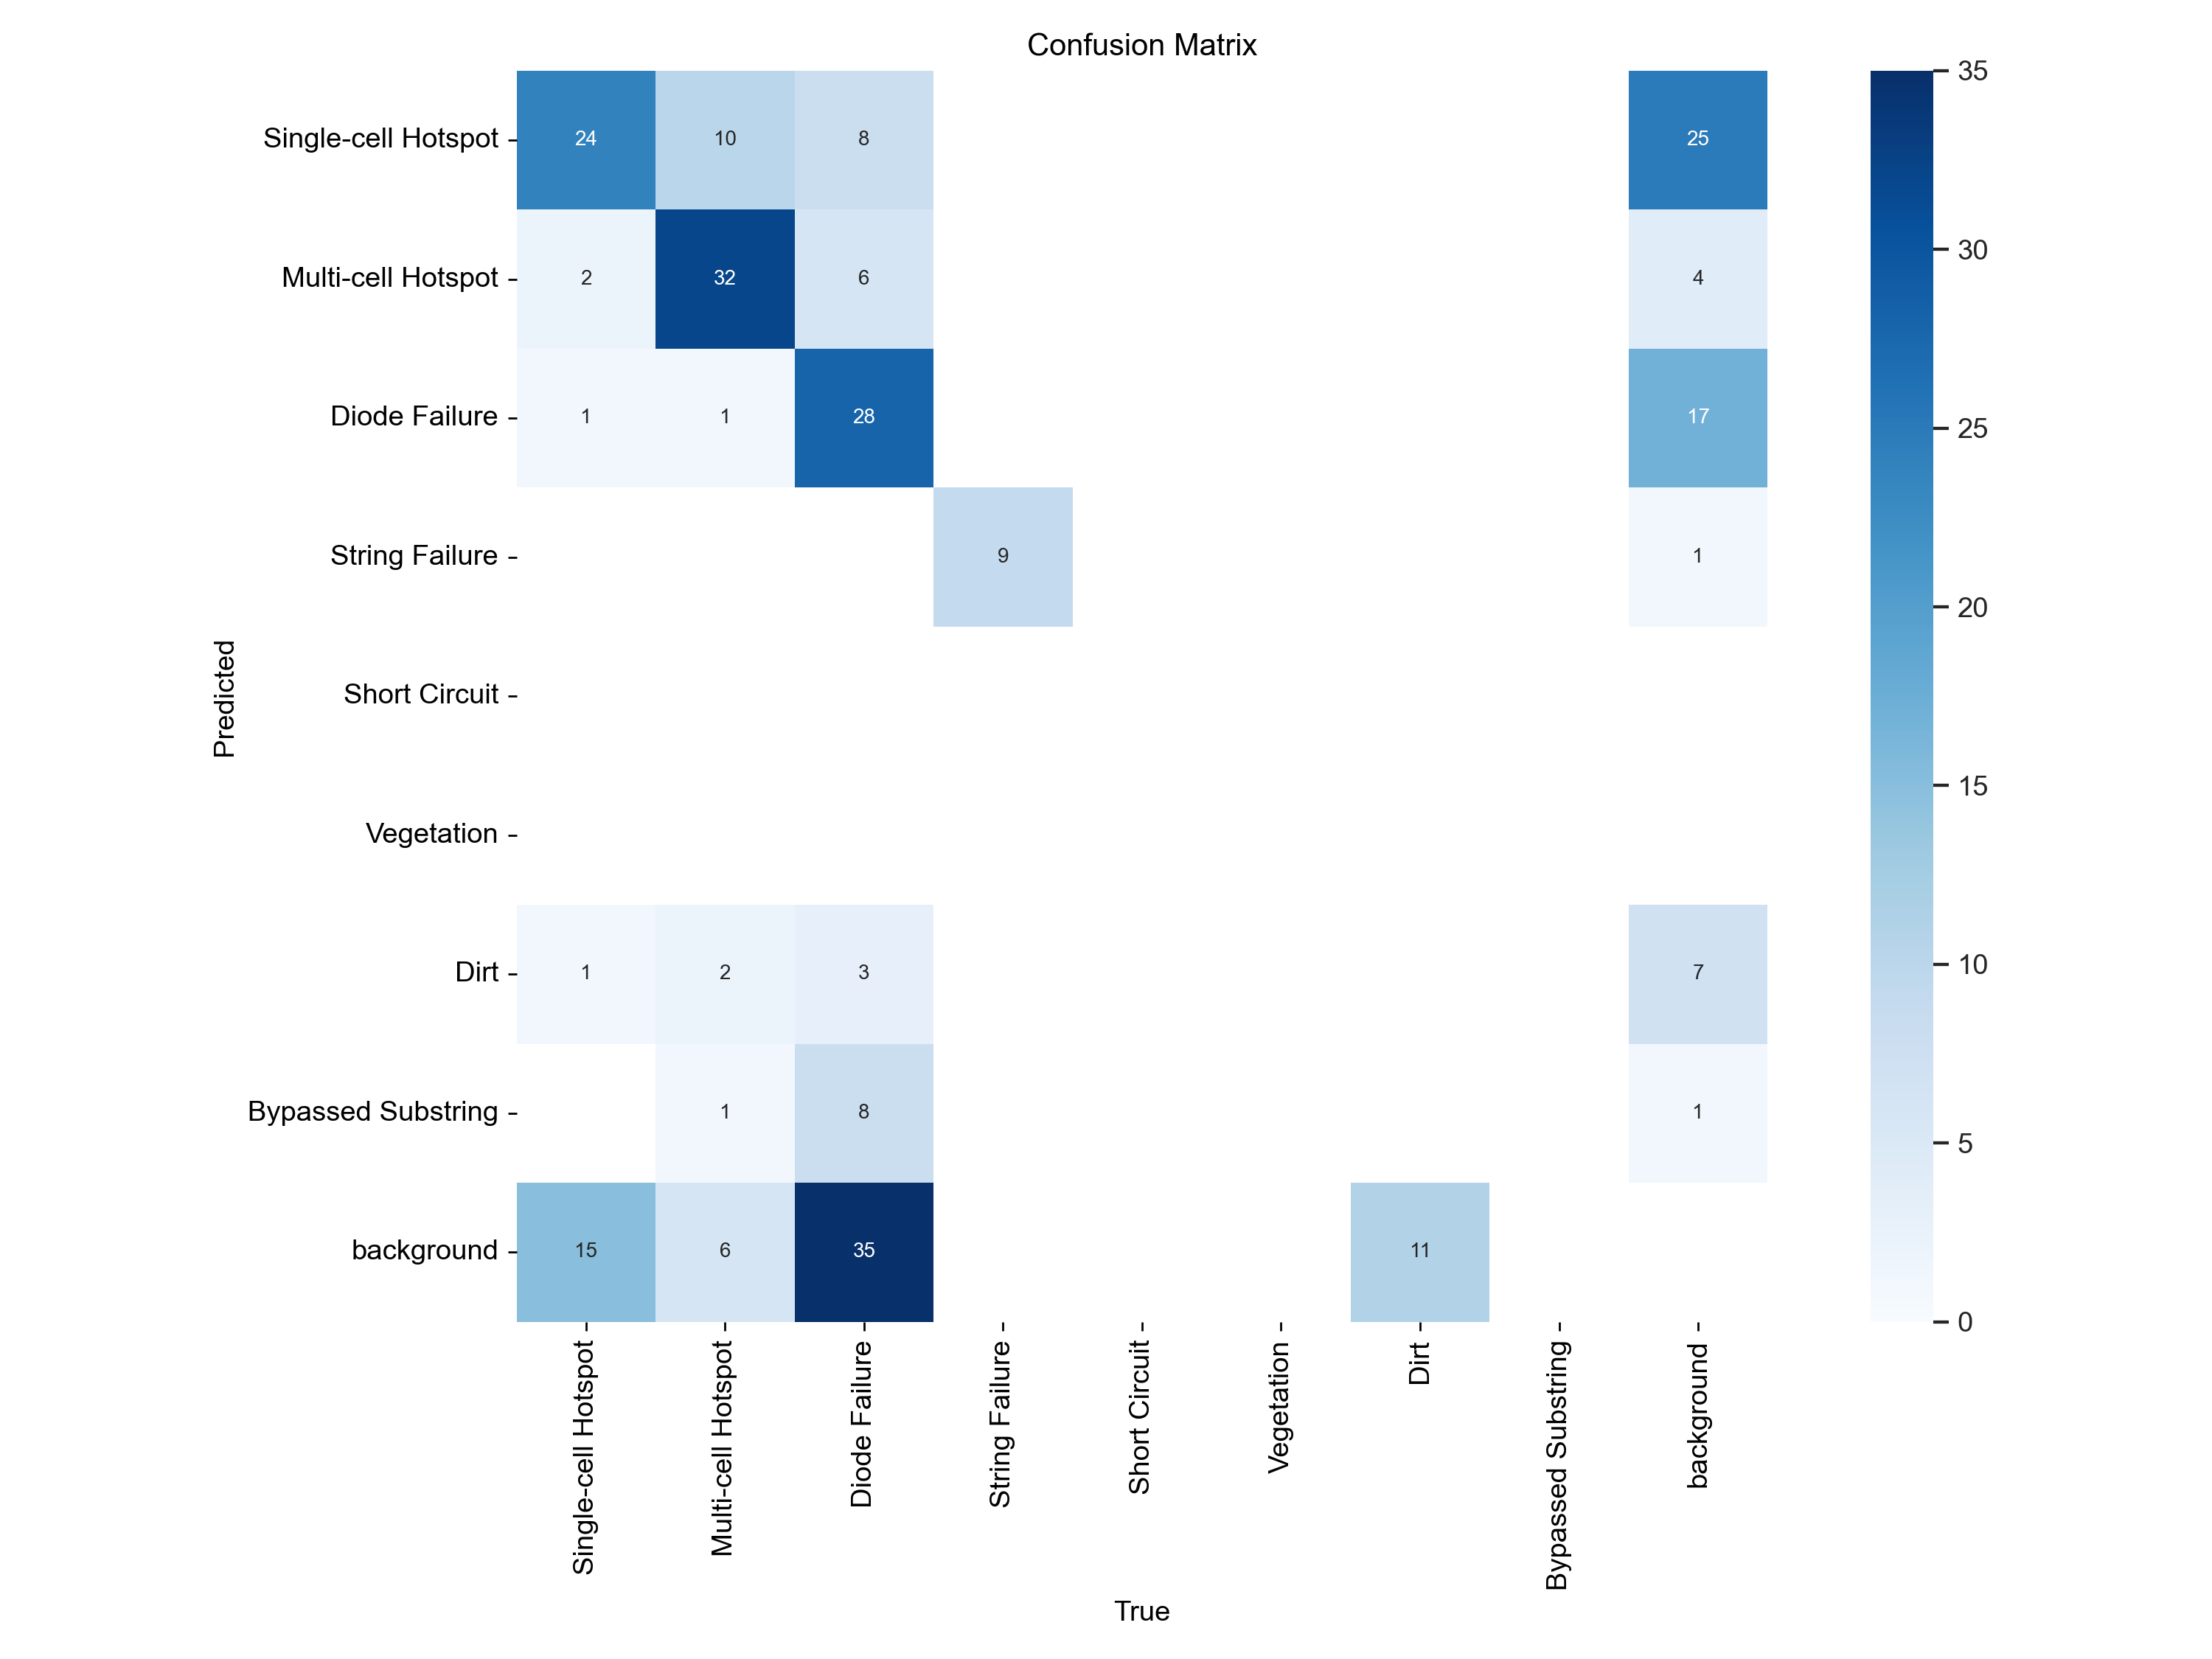 Confusion Matrix
Single-cell Hotspot 24 10 8 25
Multi-cell Hotspot 2 32 6 4
Diode Failure 1 1 28 17
String Failure 9 1
Short Circuit
Vegetation
Dirt 1 2 3 7
Bypassed Substring 1 8 1
background 15 6 35 11
Predicted
Single-cell Hotspot
Multi-cell Hotspot
Diode Failure
String Failure
Short Circuit
Vegetation
Dirt
Bypassed Substring
background
True
35
30
25
20
15
10
5
0